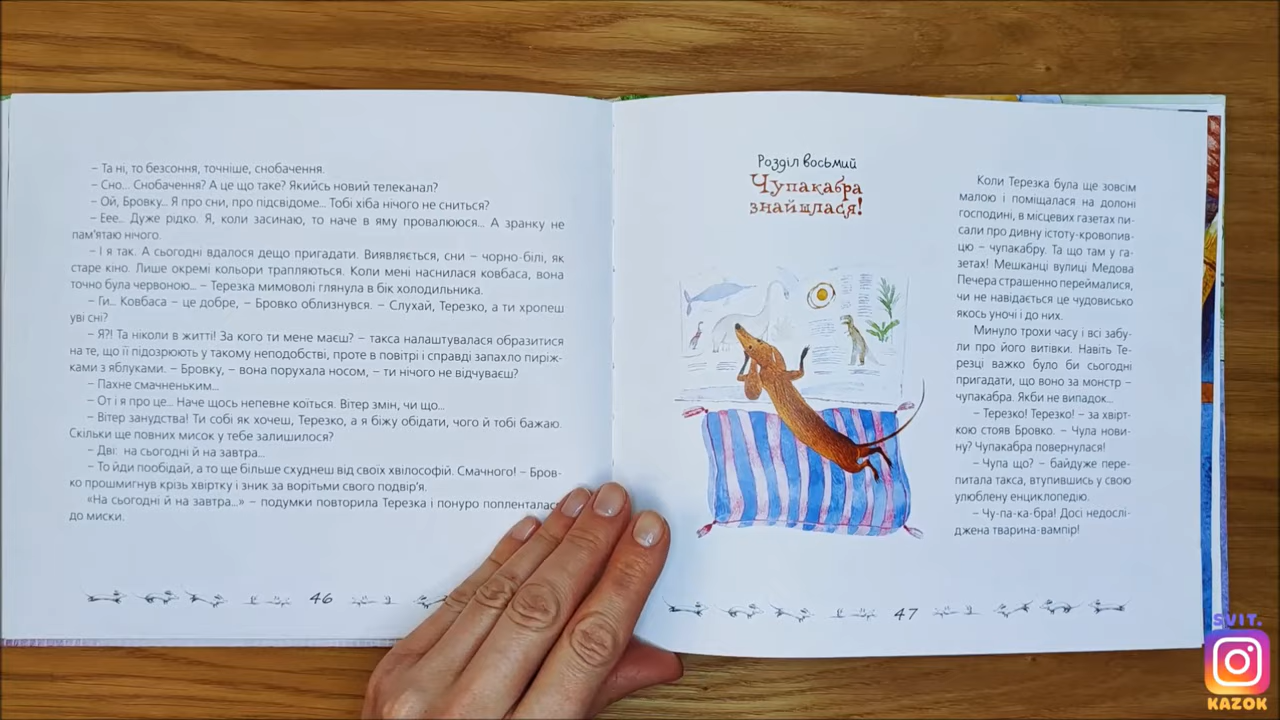 – Та ні, то безсоння, точніше, снобачення.
– Сно... Снобачення? А це що таке? Якийсь новий телеканал?
– Ой, Бровку... Я про сни, про підсвідоме... Тобі хіба нічого не сниться?
– Еее... Дуже рідко. Я, коли засинаю, то наче в яму провалююся... А зранку не
пам'ятаю нічого.
– І я так. А сьогодні вдалося дещо пригадати. Виявляється, сни – чорно-білі, як
старе кіно. Лише окремі кольори трапляються. Коли мені наснилася ковбаса, вона
точно була червоною... – Терезка мимоволі глянула в бік холодильника.
– Ги... Ковбаса – це добре, – Бровко облизнувся. – Слухай, Терезко, а ти хропеш
уві сні?
– Я?! Та ніколи в житті! За кого ти мене маєш? – такса налаштувалася образитися
на те, що її підозрюють у такому неподобстві, проте в повітрі і справді запахло пиріж-
ками з яблуками. – Бровку, – вона порухала носом, – ти нічого не відчуваєш?
– Пахне смачненьким...
– От і я про це... Наче щось непевне коїться. Вітер змін, чи що...
– Вітер занудства! Ти собі як хочеш, Терезко, а я біжу обідати, чого й тобі бажаю.
Скільки ще повних мисок у тебе залишилося?
– Дві: на сьогодні й на завтра...
– То йди пообідай, а то ще більше схуднеш від своїх хвілософій. Смачного! – Бров-
ко прошмигнув крізь хвіртку і зник за ворітьми свого подвір'я.
«На сьогодні й на завтра...» – подумки повторила Терезка і понуро попленталась
до миски.
46
Розділ восьмий
Чупакабра
знайшлася!
Коли Терезка була ще зовсім
малою і поміщалася на долоні
господині, в місцевих газетах пи-
сали про дивну істоту-кровопив-
цю – чупакабру. Та що там у га-
зетах! Мешканці вулиці Медова
Печера страшенно переймалися,
чи не навідається це чудовисько
якось уночі і до них.
Минуло трохи часу і всі забу-
ли про його витівки. Навіть Те-
резці важко було би сьогодні
пригадати, що воно за монстр –
чупакабра. Якби не випадок...
– Терезко! Терезко! – за хвірт-
кою стояв Бровко. – Чула нови-
ну? Чупакабра повернулася!
– Чупа що? – байдуже пере-
питала такса, втупившись у свою
улюблену енциклопедію.
– Чу-па-ка-бра! Досі недослі-
джена тварина-вампір!
47
SVIT.
KAZOK